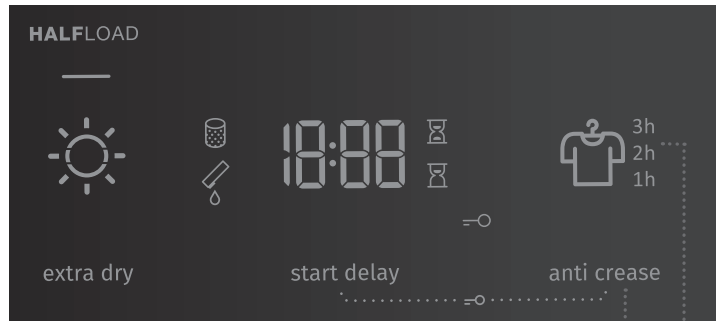 HALFLOAD
18:88
3h
2h
1h
extra dry
start delay
anti crease